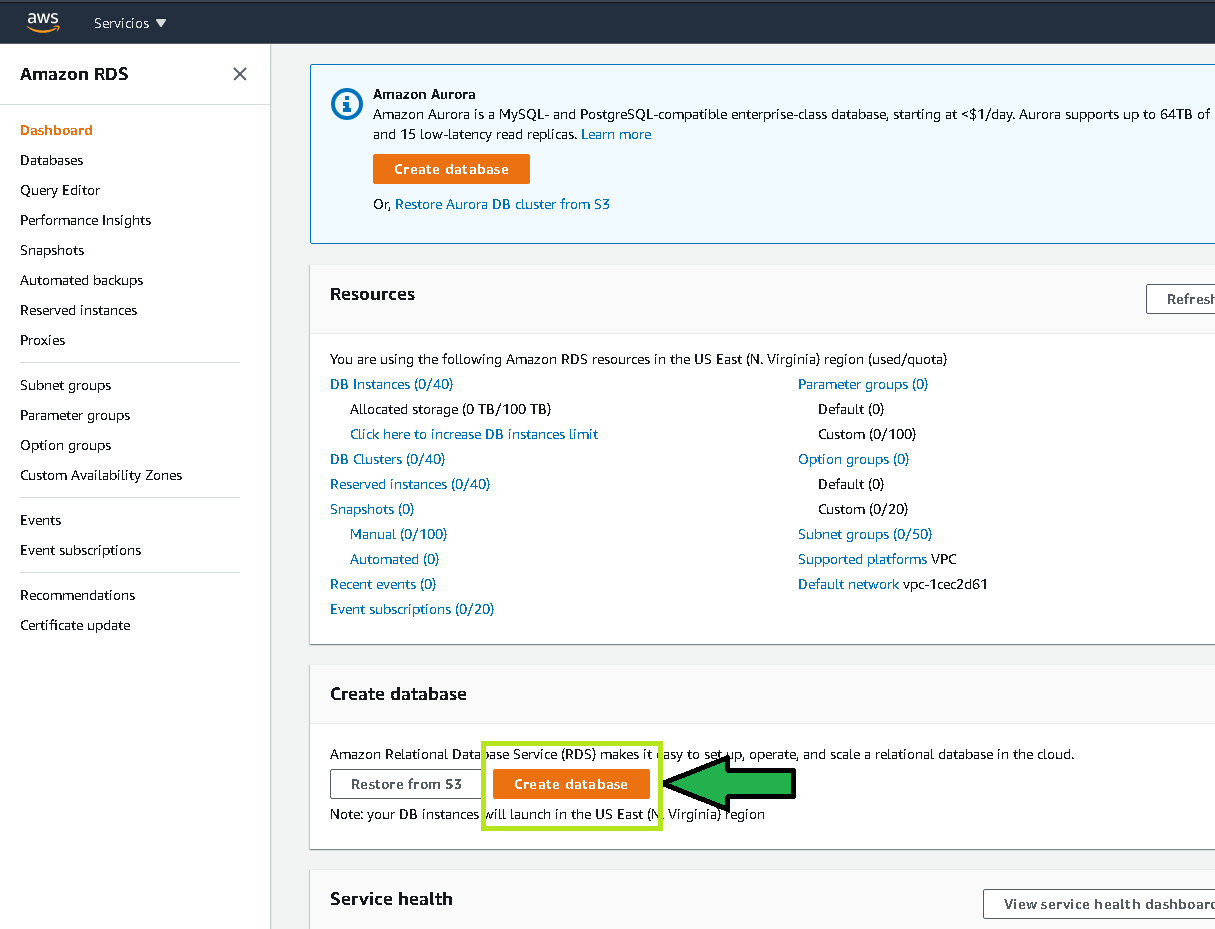 aws
Servicios ▼
Amazon RDS
Dashboard
Databases
Query Editor
Performance Insights
Snapshots
Automated backups
Reserved instances
Proxies
Subnet groups
Parameter groups
Option groups
Custom Availability Zones
Events
Event subscriptions
Recommendations
Certificate update
Amazon Aurora
Amazon Aurora is a MySQL- and PostgreSQL-compatible enterprise-class database, starting at <$1/day. Aurora supports up to 64TB of
and 15 low-latency read replicas. Learn more
Create database
Or, Restore Aurora DB cluster from S3
Resources
Refresh
You are using the following Amazon RDS resources in the US East (N. Virginia) region (used/quota)
DB Instances (0/40)
Allocated storage (0 TB/100 TB)
Click here to increase DB instances limit
DB Clusters (0/40)
Reserved instances (0/40)
Snapshots (0)
Manual (0/100)
Automated (0)
Recent events (0)
Event subscriptions (0/20)
Parameter groups (0)
Default (0)
Custom (0/100)
Option groups (0)
Default (0)
Custom (0/20)
Subnet groups (0/50)
Supported platforms VPC
Default network vpc-1cec2d61
Create database
Amazon Relational Database Service (RDS) makes it easy to set up, operate, and scale a relational database in the cloud.
Restore from S3
Create database
Note: your DB instances will launch in the US East (N. Virginia) region
Service health
View service health dashboard